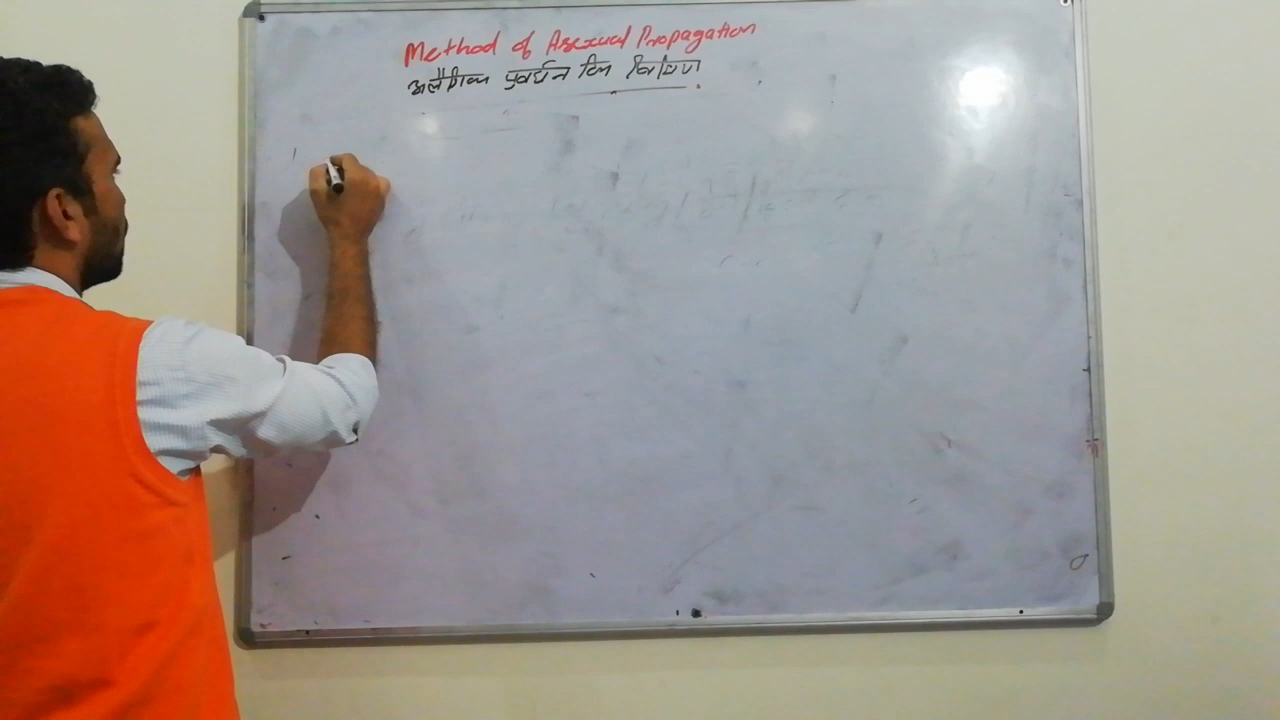 Method of Asexual Propagation
अलैंगिक प्रवर्धन कि विधियां